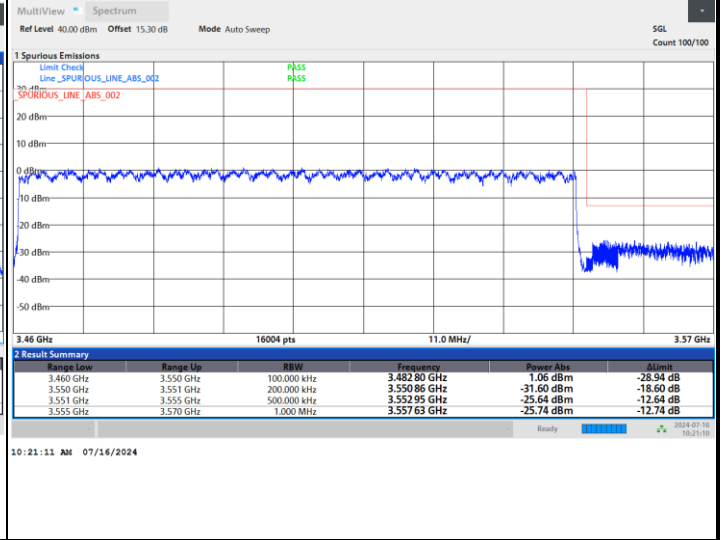 MultiView Spectrum
Ref Level 40.00 dBm Offset 15.30 dB Mode Auto Sweep SGL
Count 100/100
1 Spurious Emissions
Limit Check PASS
Line _SPURIOUS_LINE_ABS_002 PASS
30 dBm
_SPURIOUS_LINE_ABS_002
20 dBm
10 dBm
0 dBm
-10 dBm
-20 dBm
-30 dBm
-40 dBm
-50 dBm
3.46 GHz 16004 pts 11.0 MHz/ 3.57 GHz
2 Result Summary
Range Low Range Up RBW Frequency Power Abs ΔLimit
3.460 GHz 3.550 GHz 100.000 kHz 3.482 80 GHz 1.06 dBm -28.94 dB
3.550 GHz 3.551 GHz 200.000 kHz 3.550 86 GHz -31.60 dBm -18.60 dB
3.551 GHz 3.555 GHz 500.000 kHz 3.552 95 GHz -25.64 dBm -12.64 dB
3.555 GHz 3.570 GHz 1.000 MHz 3.557 63 GHz -25.74 dBm -12.74 dB
Ready 2024-07-16
10:21:10
10:21:11 AM 07/16/2024